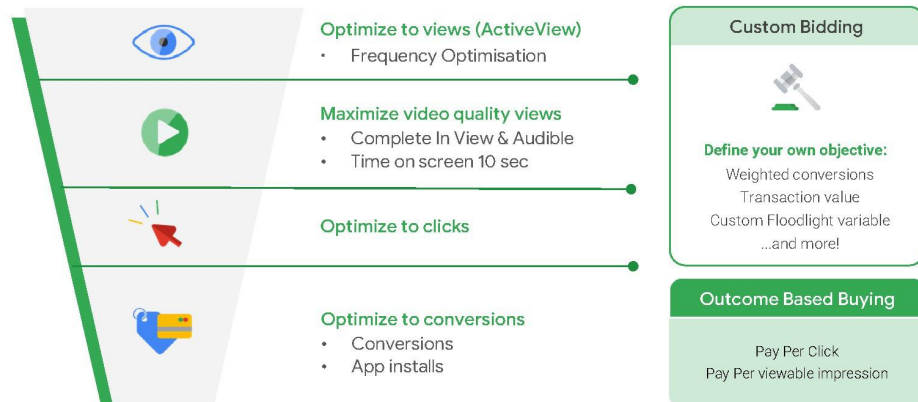 Optimize to views (ActiveView)
• Frequency Optimisation
Maximize video quality views
• Complete In View & Audible
• Time on screen 10 sec
Optimize to clicks
Optimize to conversions
• Conversions
• App installs
Custom Bidding
Define your own objective:
Weighted conversions
Transaction value
Custom Floodlight variable
...and more!
Outcome Based Buying
Pay Per Click
Pay Per viewable impression